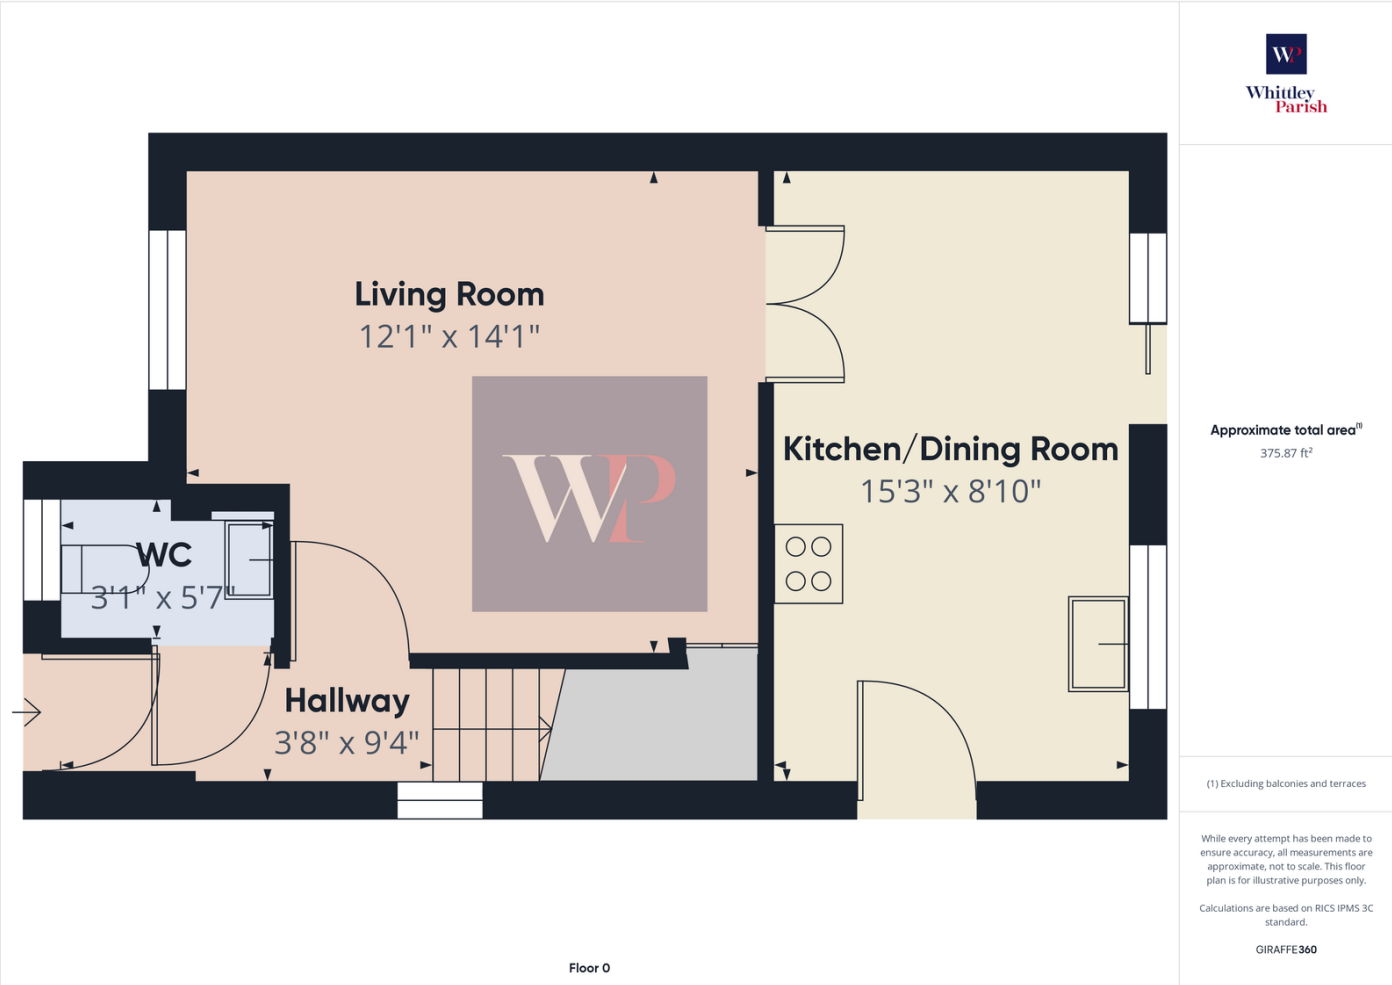 WP
Whittley
Parish
Living Room
12'1" x 14'1"
WP
Kitchen/Dining Room
15'3" x 8'10"
WC
3'1" x 5'7"
Hallway
3'8" x 9'4"
Floor 0
Approximate total area(1)
375.87 ft²
(1) Excluding balconies and terraces
While every attempt has been made to
ensure accuracy, all measurements are
approximate, not to scale. This floor
plan is for illustrative purposes only.
Calculations are based on RICS IPMS 3C
standard.
GIRAFFE360